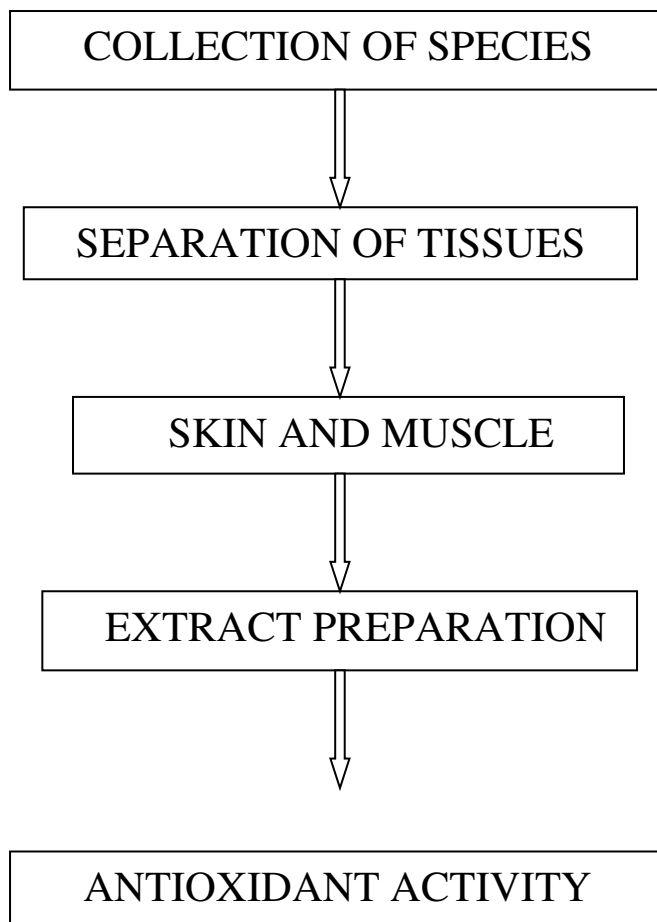 COLLECTION OF SPECIES
SEPARATION OF TISSUES
SKIN AND MUSCLE
EXTRACT PREPARATION
ANTIOXIDANT ACTIVITY